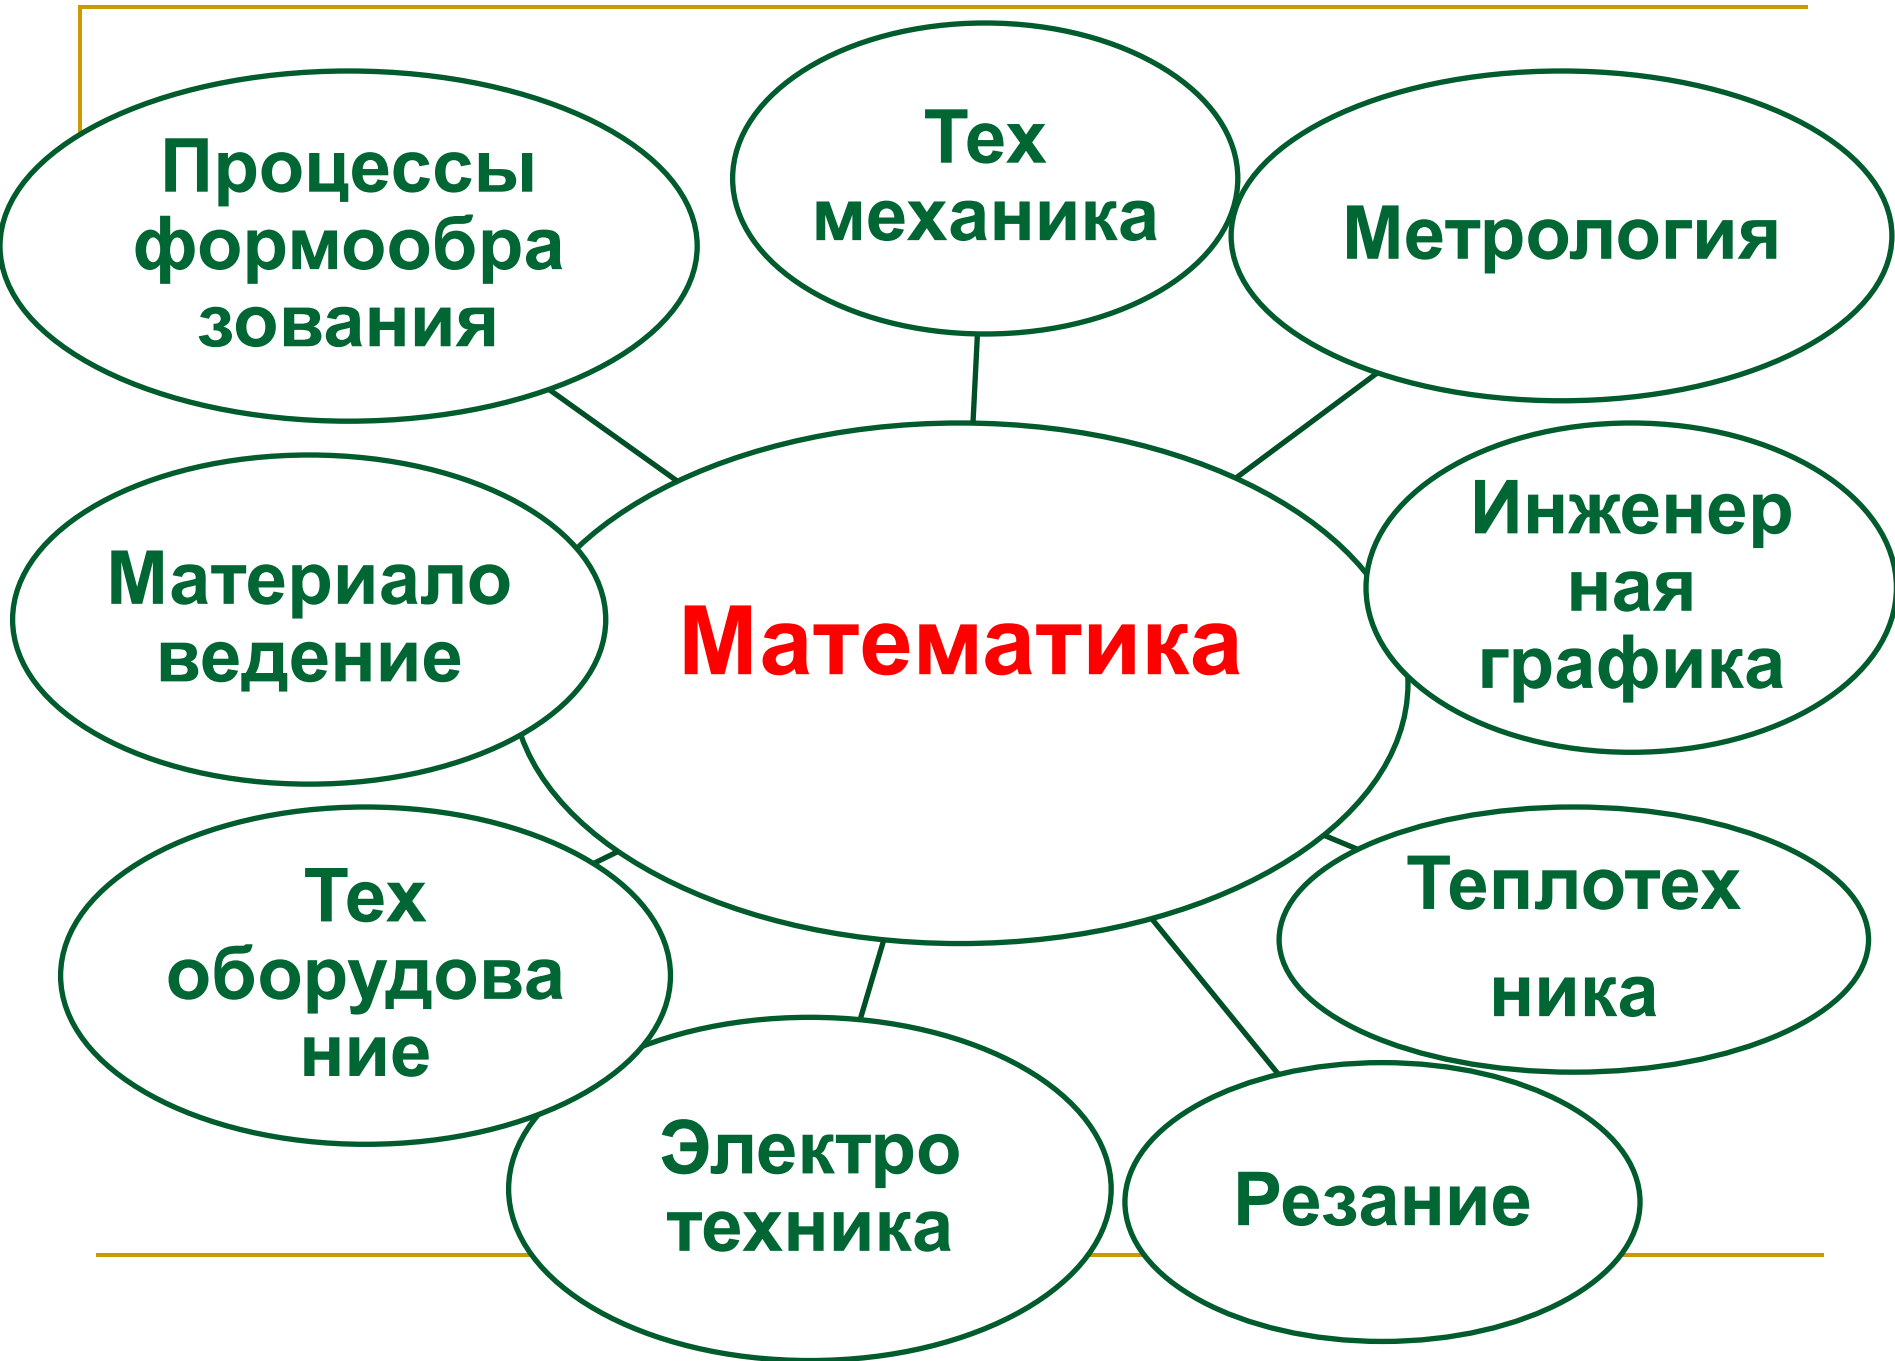 Процессы
формообра
зования
Тех
механика
Метрология
Инженер
ная
графика
Математика
Материало
ведение
Тех
оборудова
ние
Теплотех
ника
Электро
техника
Резание